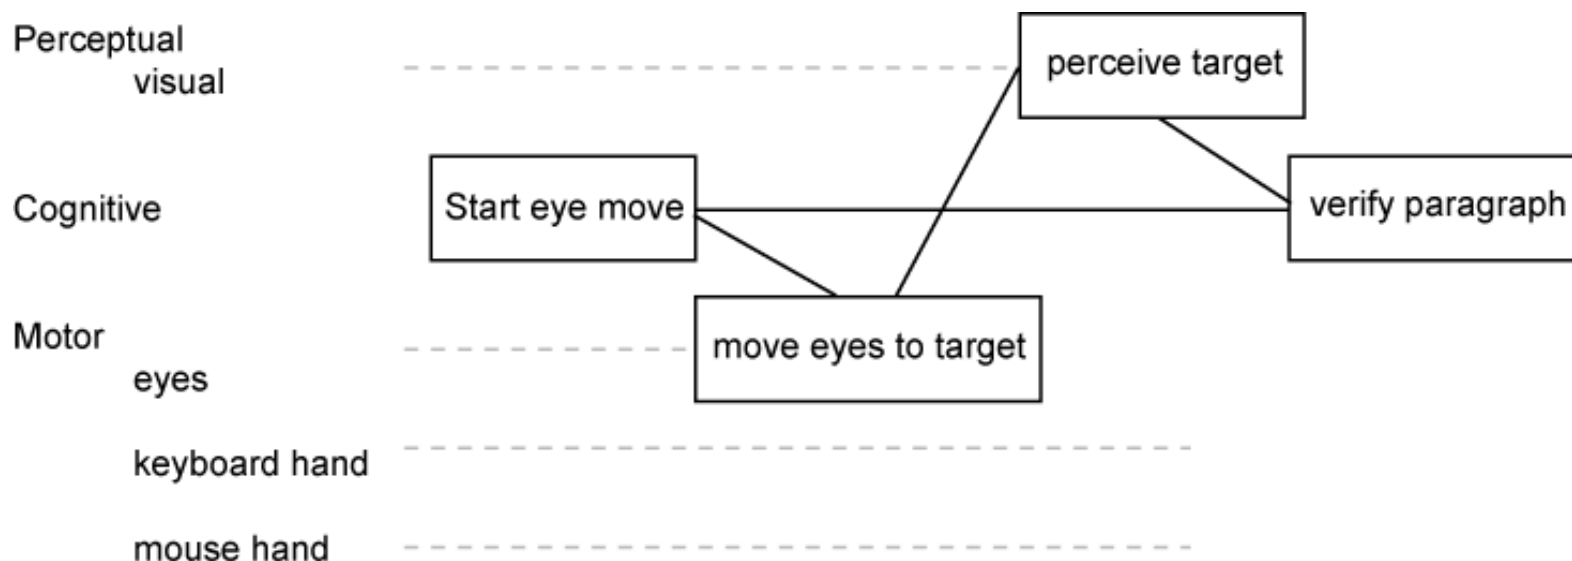 Perceptual
visual
perceive target
Cognitive
Start eye move
verify paragraph
Motor
eyes
move eyes to target
keyboard hand
mouse hand